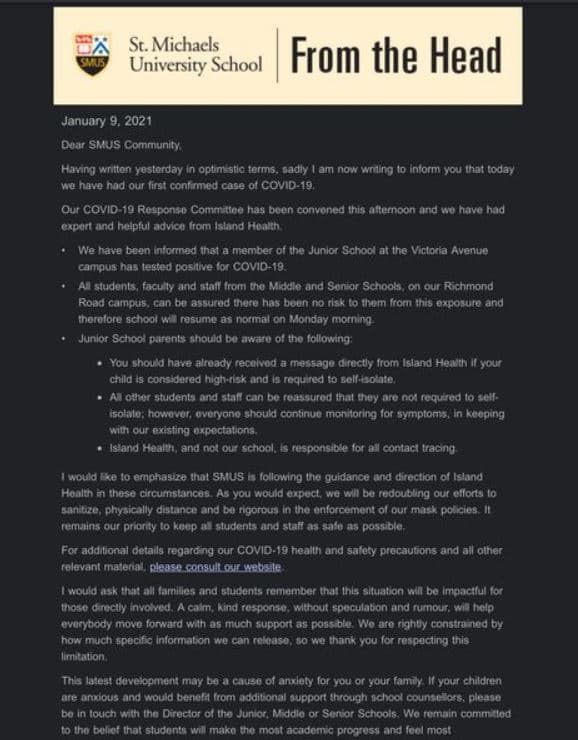 SMUS
St. Michaels
University School
From the Head
January 9, 2021
Dear SMUS Community,
Having written yesterday in optimistic terms, sadly I am now writing to inform you that today
we have had our first confirmed case of COVID-19.
Our COVID-19 Response Committee has been convened this afternoon and we have had
expert and helpful advice from Island Health.
• We have been informed that a member of the Junior School at the Victoria Avenue
campus has tested positive for COVID-19.
• All students, faculty and staff from the Middle and Senior Schools, on our Richmond
Road campus, can be assured there has been no risk to them from this exposure and
therefore school will resume as normal on Monday morning.
• Junior School parents should be aware of the following:
• You should have already received a message directly from Island Health if your
child is considered high-risk and is required to self-isolate.
• All other students and staff can be reassured that they are not required to self-
isolate; however, everyone should continue monitoring for symptoms, in keeping
with our existing expectations.
• Island Health, and not our school, is responsible for all contact tracing.
I would like to emphasize that SMUS is following the guidance and direction of Island
Health in these circumstances. As you would expect, we will be redoubling our efforts to
sanitize, physically distance and be rigorous in the enforcement of our mask policies. It
remains our priority to keep all students and staff as safe as possible.
For additional details regarding our COVID-19 health and safety precautions and all other
relevant material, please consult our website.
I would ask that all families and students remember that this situation will be impactful for
those directly involved. A calm, kind response, without speculation and rumour, will help
everybody move forward with as much support as possible. We are rightly constrained by
how much specific information we can release, so we thank you for respecting this
limitation.
This latest development may be a cause of anxiety for you or your family. If your children
are anxious and would benefit from additional support through school counsellors, please
be in touch with the Director of the Junior, Middle or Senior Schools. We remain committed
to the belief that students will make the most academic progress and feel most